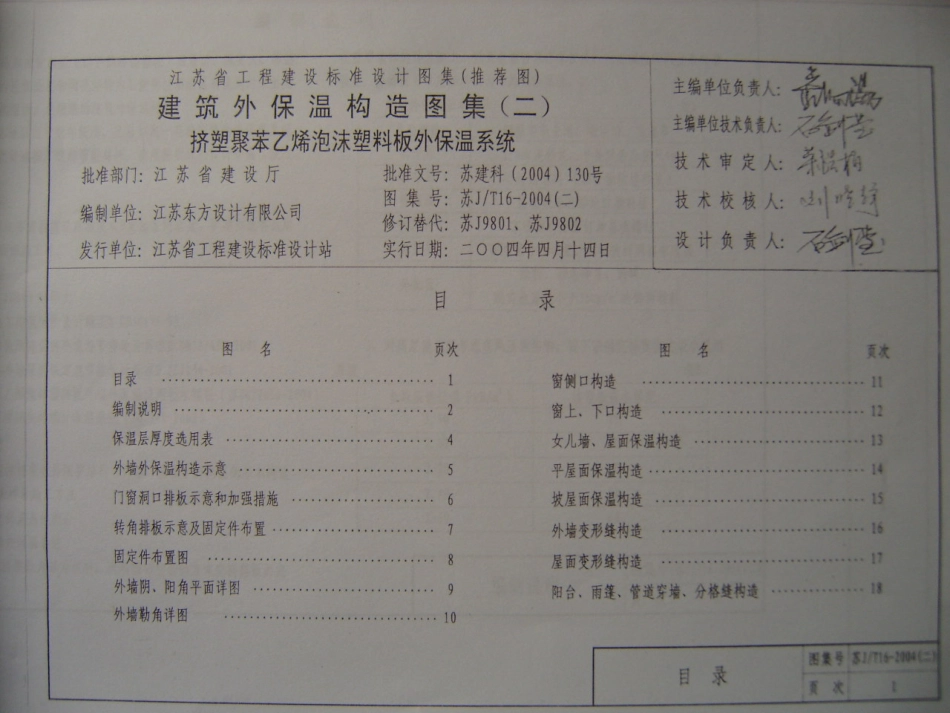 江苏省工程建设标准设计图集(推荐图)
建筑外保温构造图集(二)
挤塑聚苯乙烯泡沫塑料板外保温系统
批准部门: 江苏省建设厅
编制单位: 江苏东方设计有限公司
发行单位: 江苏省工程建设标准设计站
批准文号: 苏建科(2004)130号
图集号: 苏J/T16-2004(二)
修订替代: 苏J9801、苏J9802
实行日期: 二〇〇四年四月十四日
主编单位负责人:
主编单位技术负责人:
技术审定人:
技术校核人:
设计负责人:
目录
图名 页次
目录 1
编制说明 2
保温层厚度选用表 4
外墙外保温构造示意 5
门窗洞口排板示意和加强措施 6
转角排板示意及固定件布置 7
固定件布置图 8
外墙阴、阳角平面详图 9
外墙勒角详图 10
图名 页次
窗侧口构造 11
窗上、下口构造 12
女儿墙、屋面保温构造 13
平屋面保温构造 14
坡屋面保温构造 15
外墙变形缝构造 16
屋面变形缝构造 17
阳台、雨篷、管道穿墙、分格缝构造 18
目录
图集号 苏J/T16-2004(二)
页次 1